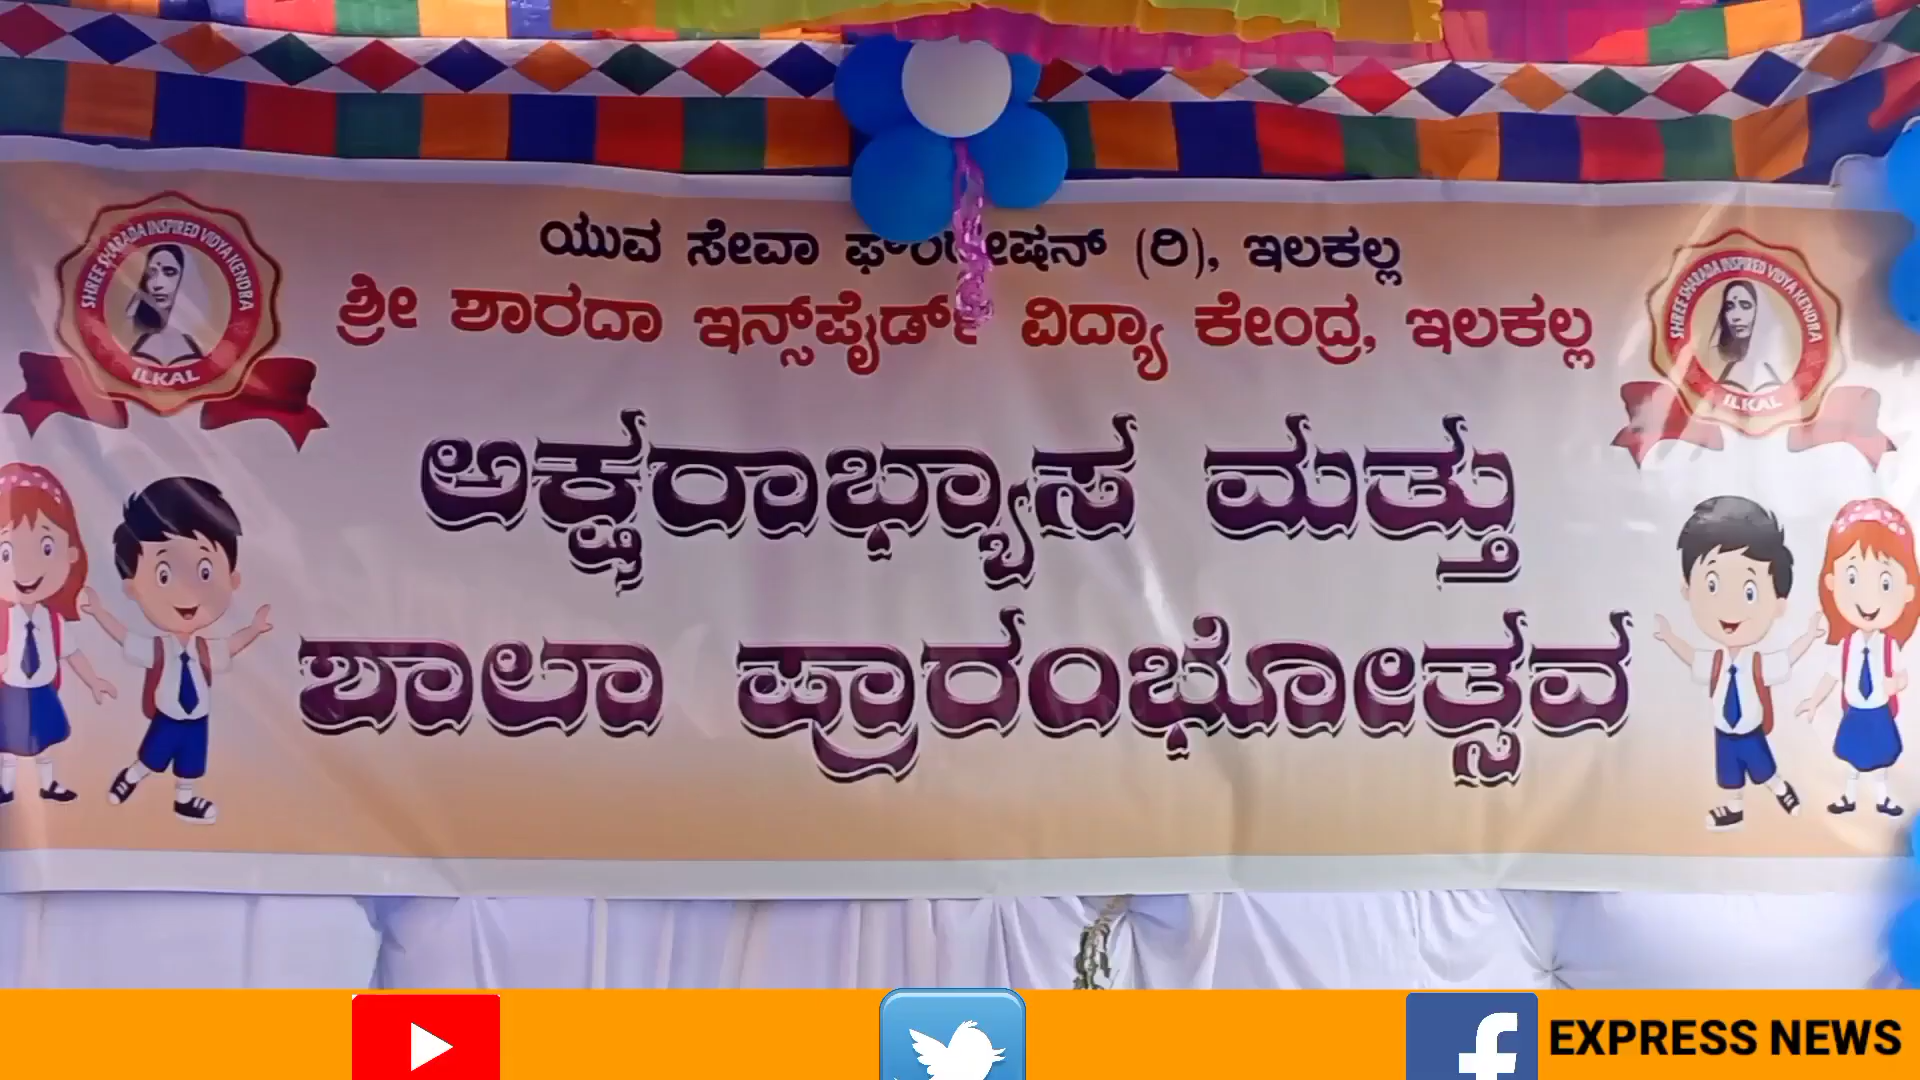 ಯುವ ಸೇವಾ (ರಿ), ಇಲಕಲ್ಲ
ಶ್ರೀ ಶಾರದಾ ಇನ್ಸ್‌ಪೈರ್ಡ್ ವಿದ್ಯಾ ಕೇಂದ್ರ, ಇಲಕಲ್ಲ
ಅಕ್ಷರಾಭ್ಯಾಸ ಮತ್ತು
ಶಾಲಾ ಪ್ರಾರಂಭೋತ್ಸವ
SHREE SHARADA INSPIRED VIDYA KENDRA
ILKAL
SHREE SHARADA INSPIRED VIDYA KENDRA
ILKAL
EXPRESS NEWS